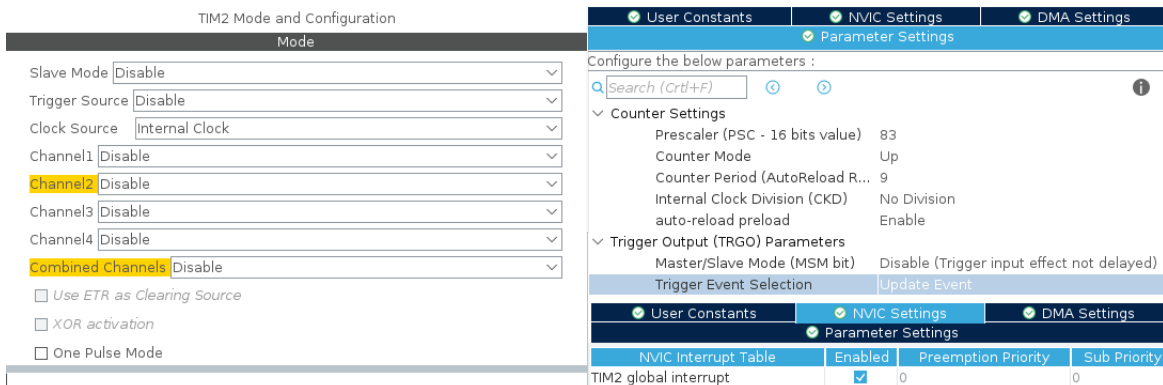 TIM2 Mode and Configuration
Mode
Slave Mode Disable
Trigger Source Disable
Clock Source Internal Clock
Channel1 Disable
Channel2 Disable
Channel3 Disable
Channel4 Disable
Combined Channels Disable
Use ETR as Clearing Source
XOR activation
One Pulse Mode
User Constants NVIC Settings DMA Settings
Parameter Settings
Configure the below parameters :
Search (Crtl+F)
Counter Settings
Prescaler (PSC - 16 bits value) 83
Counter Mode Up
Counter Period (AutoReload R... 9
Internal Clock Division (CKD) No Division
auto-reload preload Enable
Trigger Output (TRGO) Parameters
Master/Slave Mode (MSM bit) Disable (Trigger input effect not delayed)
Trigger Event Selection Update Event
User Constants NVIC Settings DMA Settings
Parameter Settings
NVIC Interrupt Table Enabled Preemption Priority Sub Priority
TIM2 global interrupt 0 0